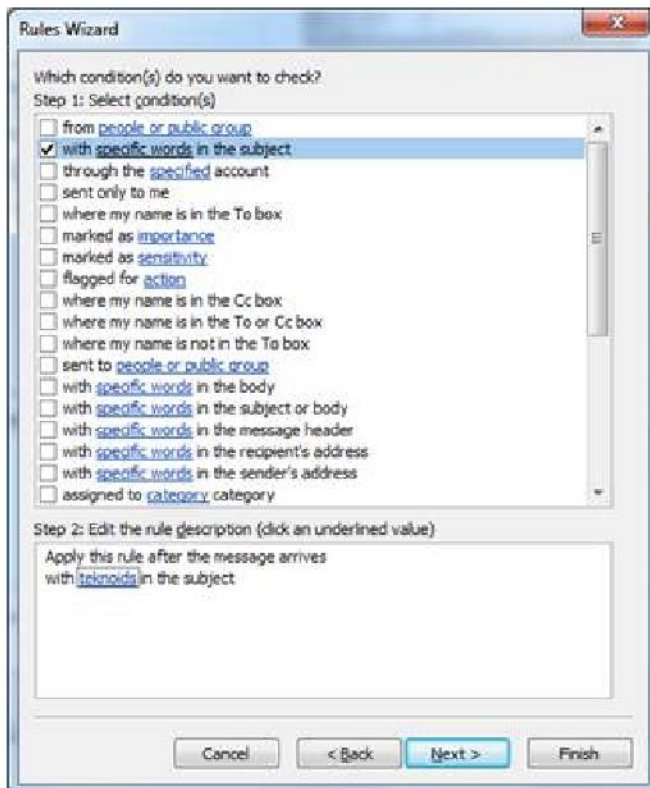 Rules Wizard
Which condition(s) do you want to check?
Step 1: Select condition(s)
from people or public group
with specific words in the subject
through the specified account
sent only to me
where my name is in the To box
marked as importance
marked as sensitivity
flagged for action
where my name is in the Cc box
where my name is in the To or Cc box
where my name is not in the To box
sent to people or public group
with specific words in the body
with specific words in the subject or body
with specific words in the message header
with specific words in the recipient's address
with specific words in the sender's address
assigned to category category
Step 2: Edit the rule description (click an underlined value)
Apply this rule after the message arrives
with teknoids in the subject
Cancel < Back Next > Finish